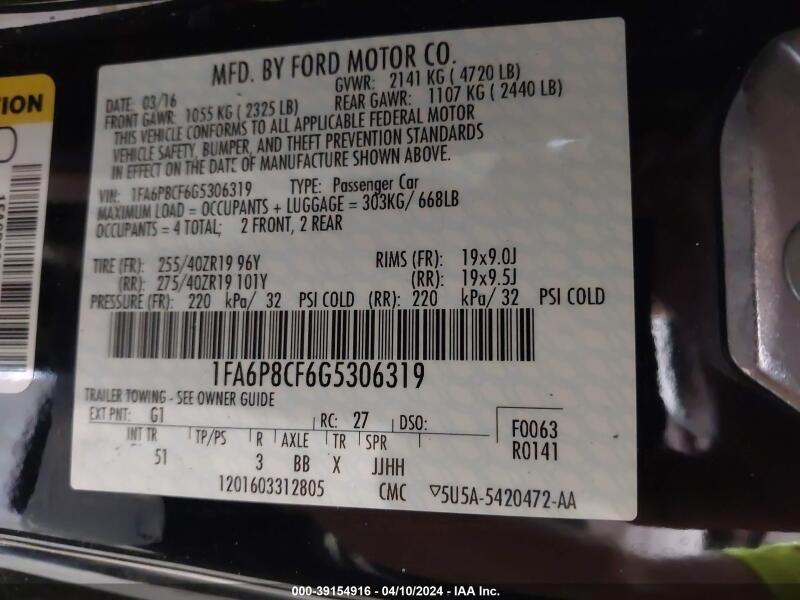 TION
MFD. BY FORD MOTOR CO.
DATE: 03/16 GVWR: 2141 KG ( 4720 LB)
FRONT GAWR: 1055 KG ( 2325 LB) REAR GAWR: 1107 KG ( 2440 LB)
THIS VEHICLE CONFORMS TO ALL APPLICABLE FEDERAL MOTOR
VEHICLE SAFETY, BUMPER, AND THEFT PREVENTION STANDARDS
IN EFFECT ON THE DATE OF MANUFACTURE SHOWN ABOVE.
VIN: 1FA6P8CF6G5306319 TYPE: Passenger Car
MAXIMUM LOAD = OCCUPANTS + LUGGAGE = 303KG/ 668LB
OCCUPANTS = 4 TOTAL; 2 FRONT, 2 REAR
TIRE (FR): 255/40ZR19 96Y RIMS (FR): 19x9.0J
(RR): 275/40ZR19 101Y (RR): 19x9.5J
PRESSURE (FR): 220 kPa/ 32 PSI COLD (RR): 220 kPa/ 32 PSI COLD
1FA6P8CF6G5306319
TRAILER TOWING - SEE OWNER GUIDE
EXT PNT: G1 RC: 27 DSO: F0063
INT TR TP/PS R AXLE TR SPR R0141
51 3 BB X JJHH
1201603312805 CMC ▽5U5A-5420472-AA
000-39154916 - 04/10/2024 - IAA Inc.